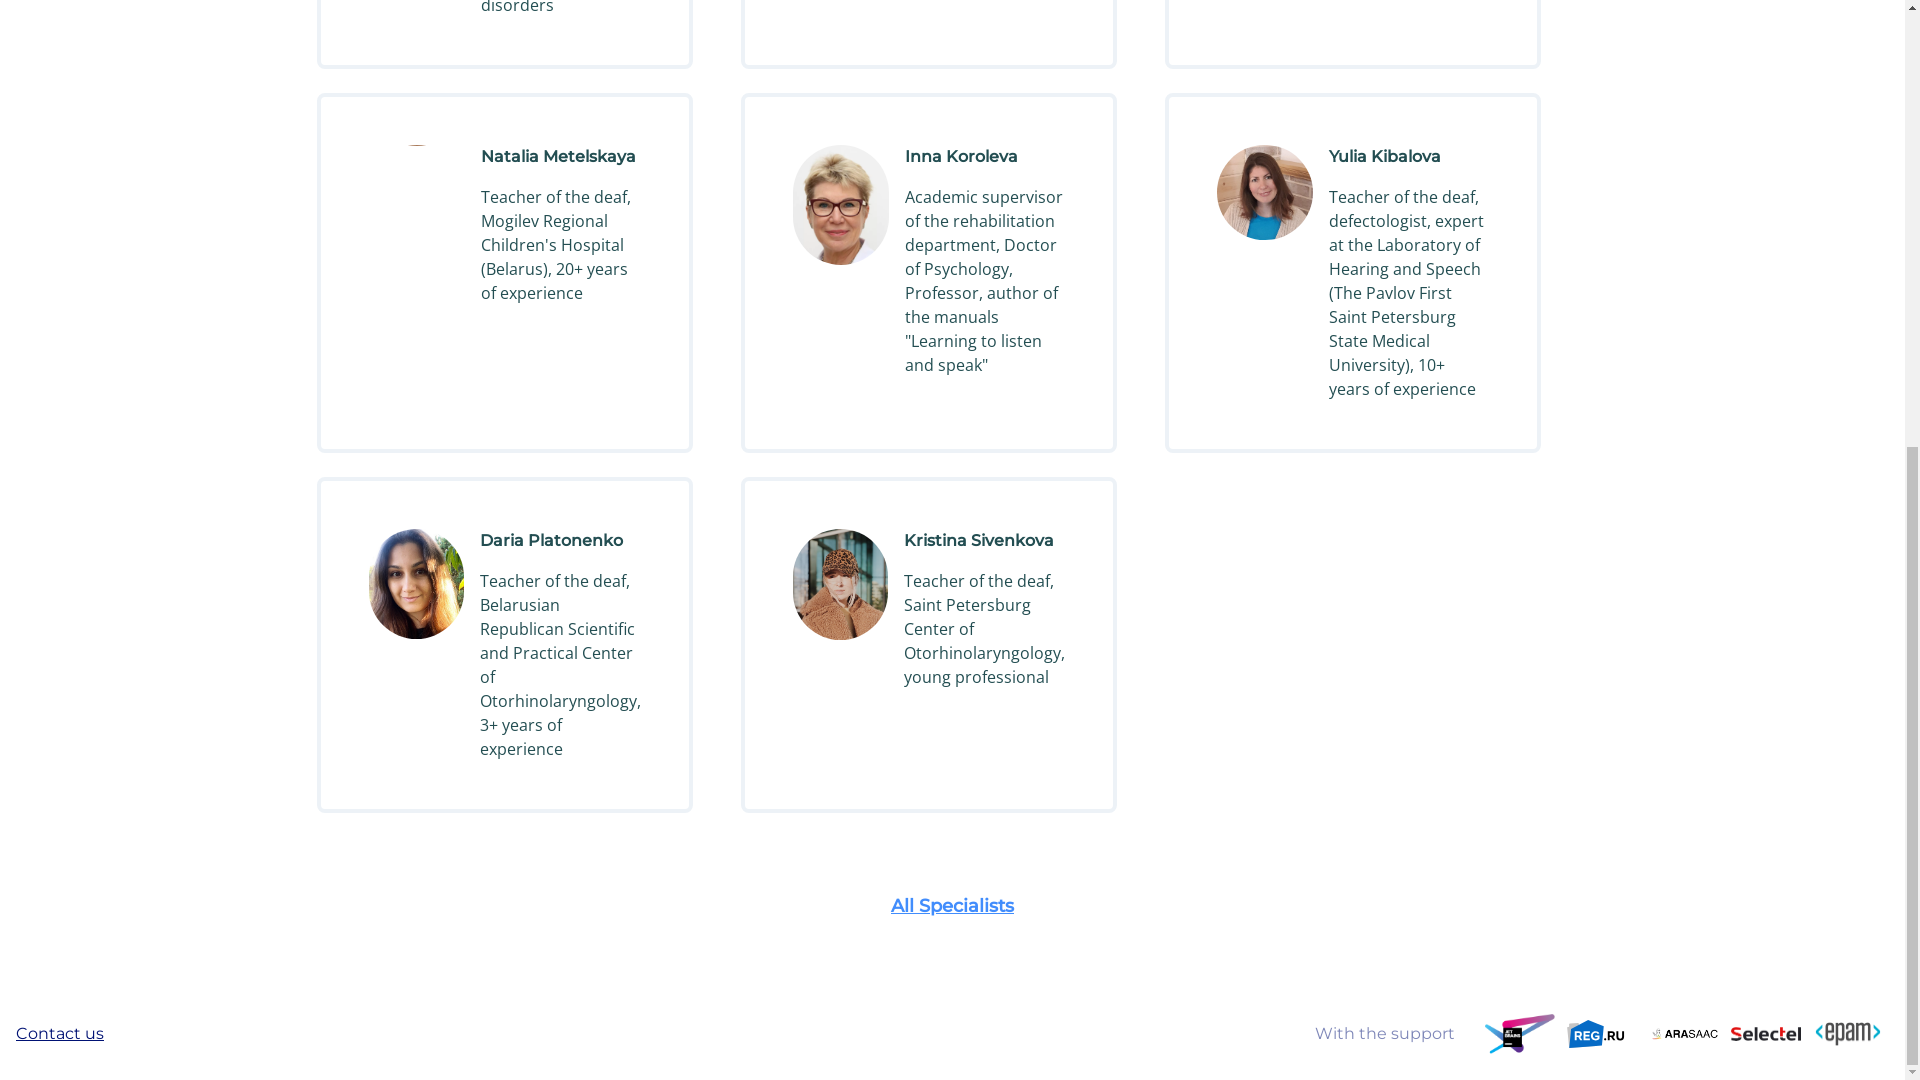 disorders
Natalia Metelskaya
Teacher of the deaf,
Mogilev Regional
Children's Hospital
(Belarus), 20+ years
of experience
Inna Koroleva
Academic supervisor
of the rehabilitation
department, Doctor
of Psychology,
Professor, author of
the manuals
"Learning to listen
and speak"
Yulia Kibalova
Teacher of the deaf,
defectologist, expert
at the Laboratory of
Hearing and Speech
(The Pavlov First
Saint Petersburg
State Medical
University), 10+
years of experience
Daria Platonenko
Teacher of the deaf,
Belarusian
Republican Scientific
and Practical Center
of
Otorhinolaryngology,
3+ years of
experience
Kristina Sivenkova
Teacher of the deaf,
Saint Petersburg
Center of
Otorhinolaryngology,
young professional
All Specialists
Contact us
With the support
JET
BRAINS
REG.RU
ARASAAC
Selectel
<epam>